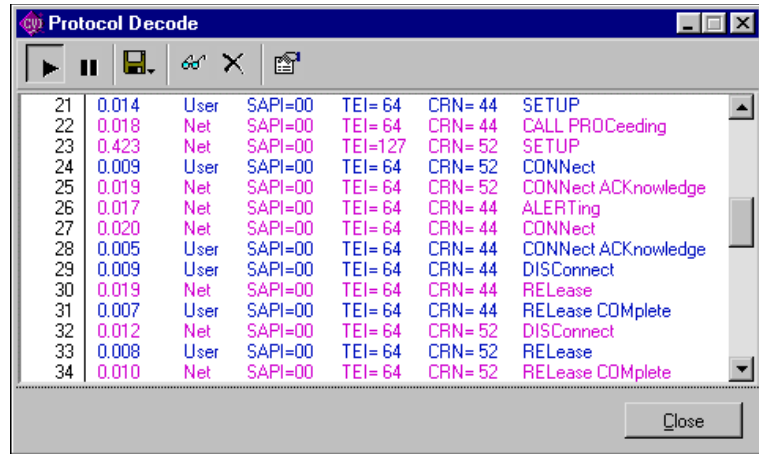 CVI Protocol Decode
21 0.014 User SAPI=00 TEI= 64 CRN= 44 SETUP
22 0.018 Net SAPI=00 TEI= 64 CRN= 44 CALL PROCeeding
23 0.423 Net SAPI=00 TEI=127 CRN= 52 SETUP
24 0.009 User SAPI=00 TEI= 64 CRN= 52 CONNect
25 0.019 Net SAPI=00 TEI= 64 CRN= 52 CONNect ACKnowledge
26 0.017 Net SAPI=00 TEI= 64 CRN= 44 ALERTing
27 0.020 Net SAPI=00 TEI= 64 CRN= 44 CONNect
28 0.005 User SAPI=00 TEI= 64 CRN= 44 CONNect ACKnowledge
29 0.009 User SAPI=00 TEI= 64 CRN= 44 DISConnect
30 0.019 Net SAPI=00 TEI= 64 CRN= 44 RELease
31 0.007 User SAPI=00 TEI= 64 CRN= 44 RELease COMplete
32 0.012 Net SAPI=00 TEI= 64 CRN= 52 DISConnect
33 0.008 User SAPI=00 TEI= 64 CRN= 52 RELease
34 0.010 Net SAPI=00 TEI= 64 CRN= 52 RELease COMplete
Close